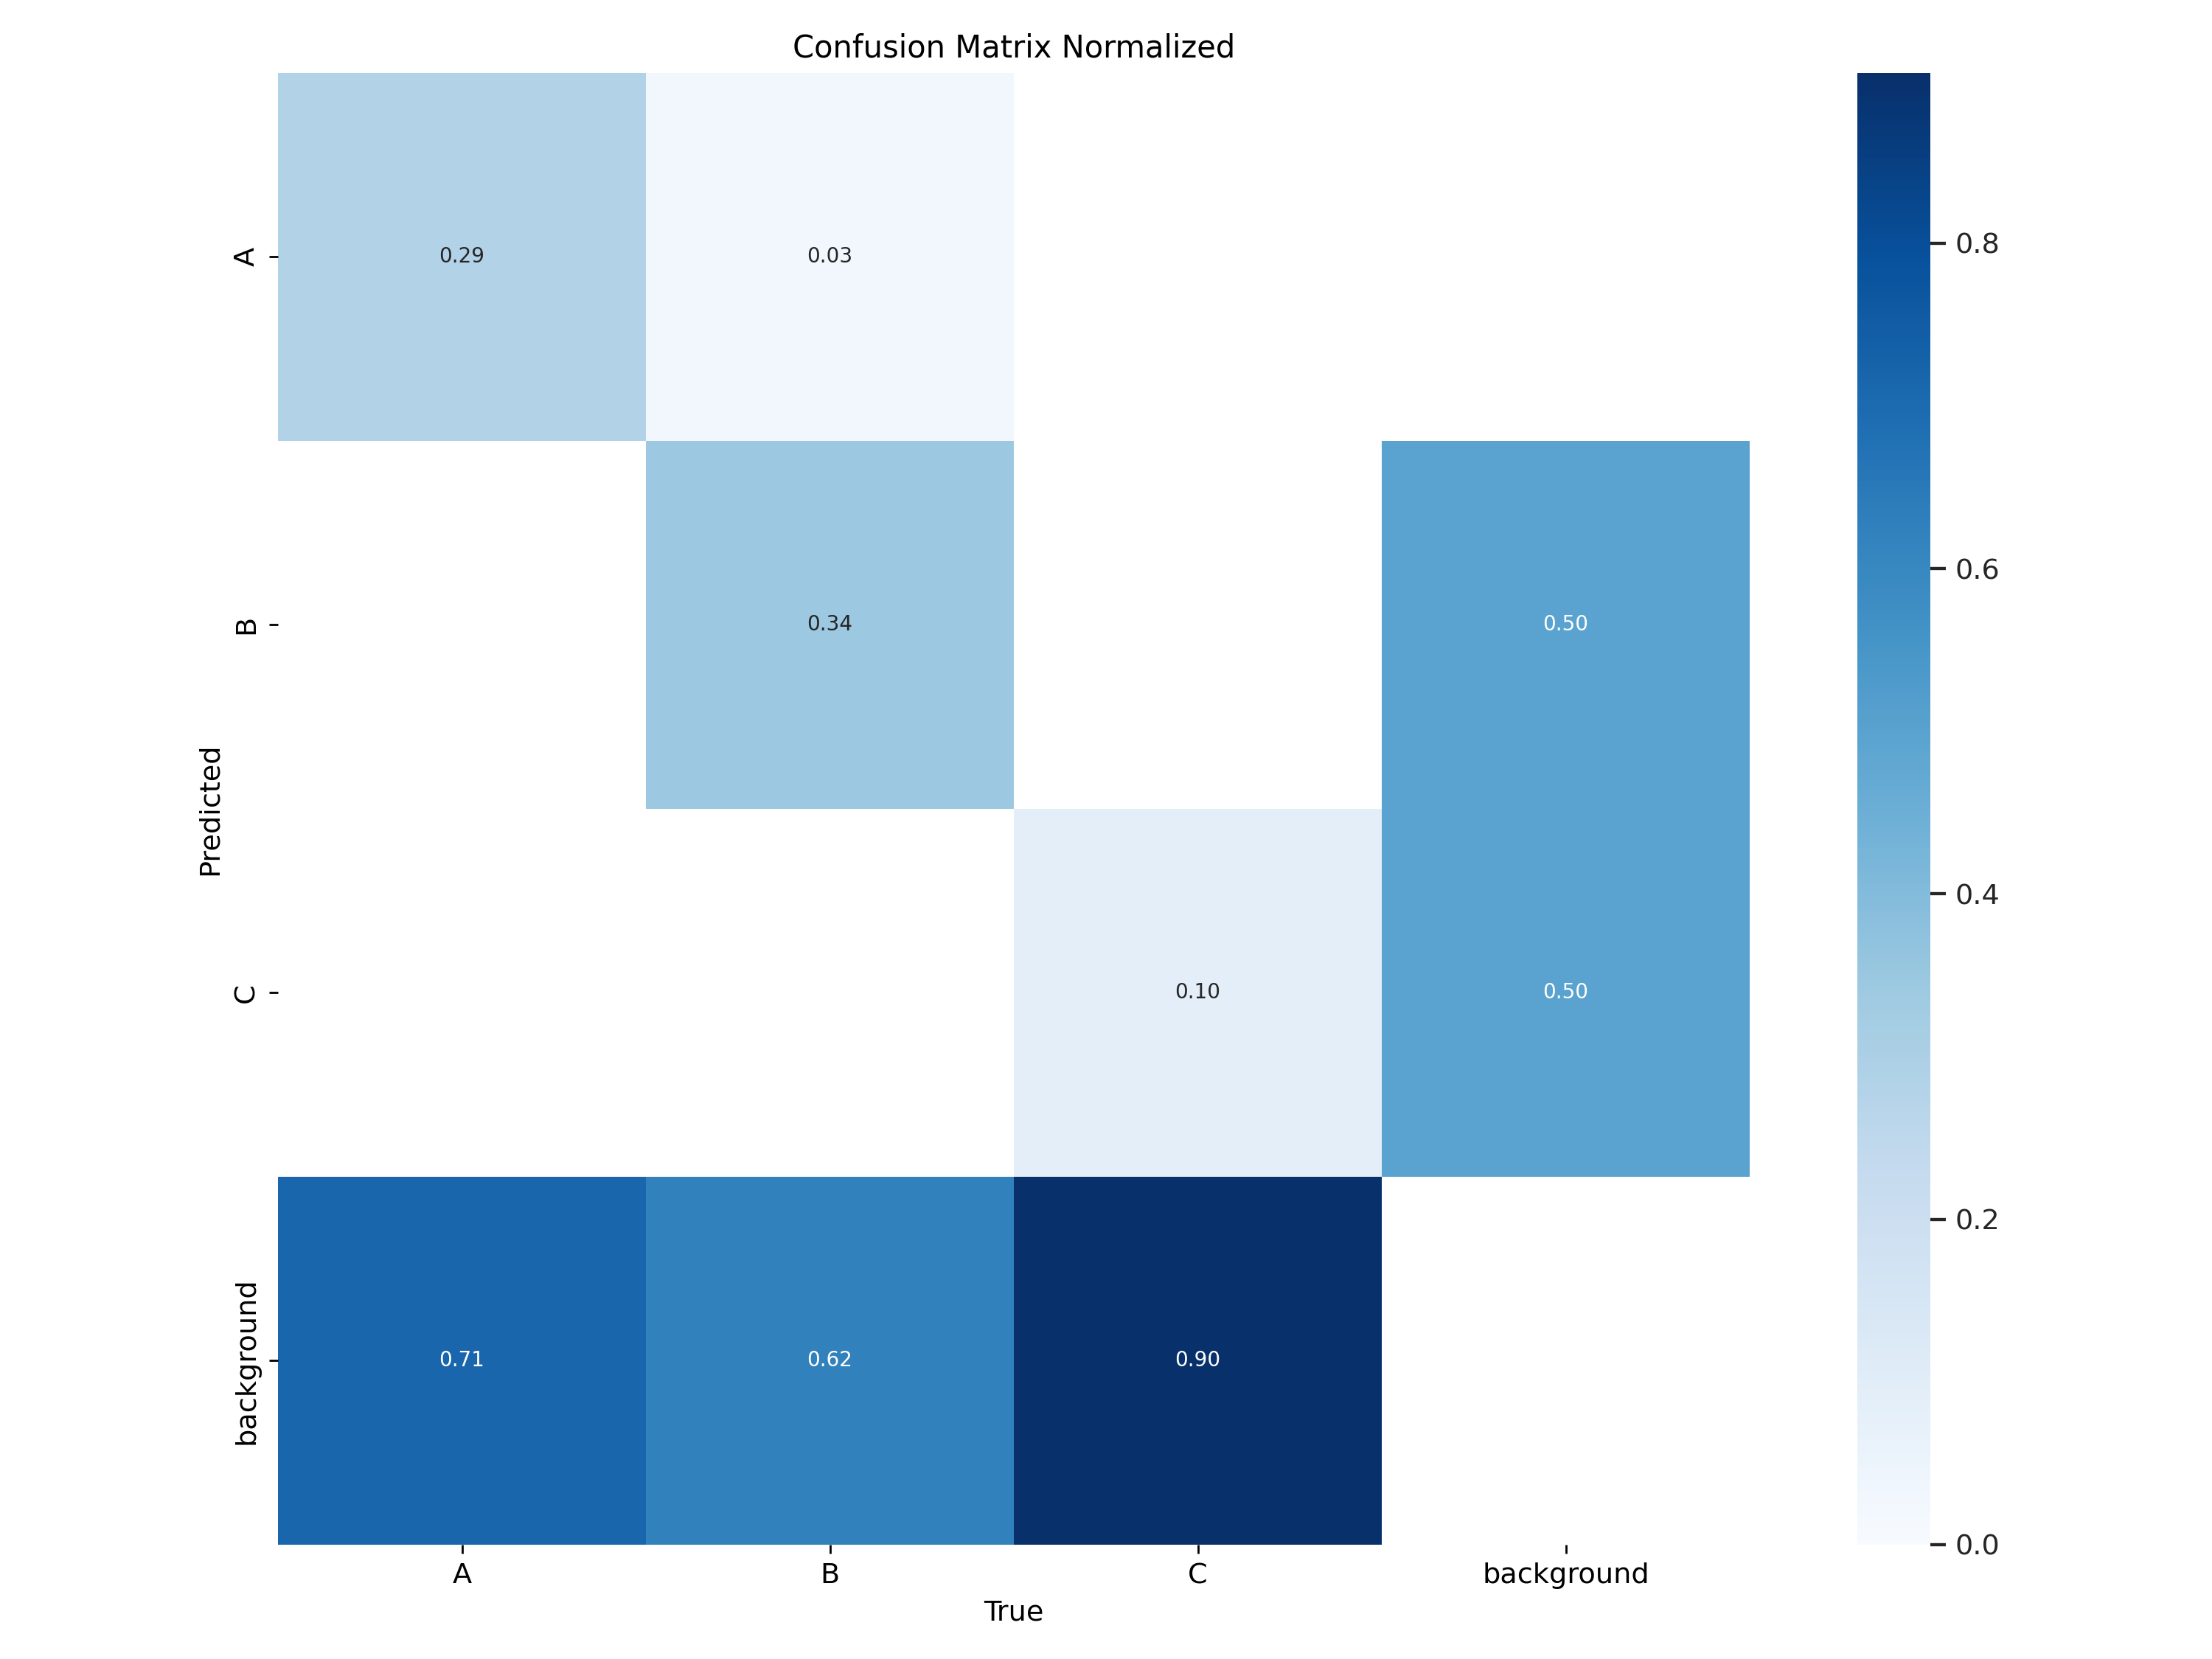 Confusion Matrix Normalized
A
0.29 0.03
0.8
0.6
B
0.34 0.50
Predicted
0.4
C
0.10 0.50
0.2
background
0.71 0.62 0.90
0.0
A B C background
True